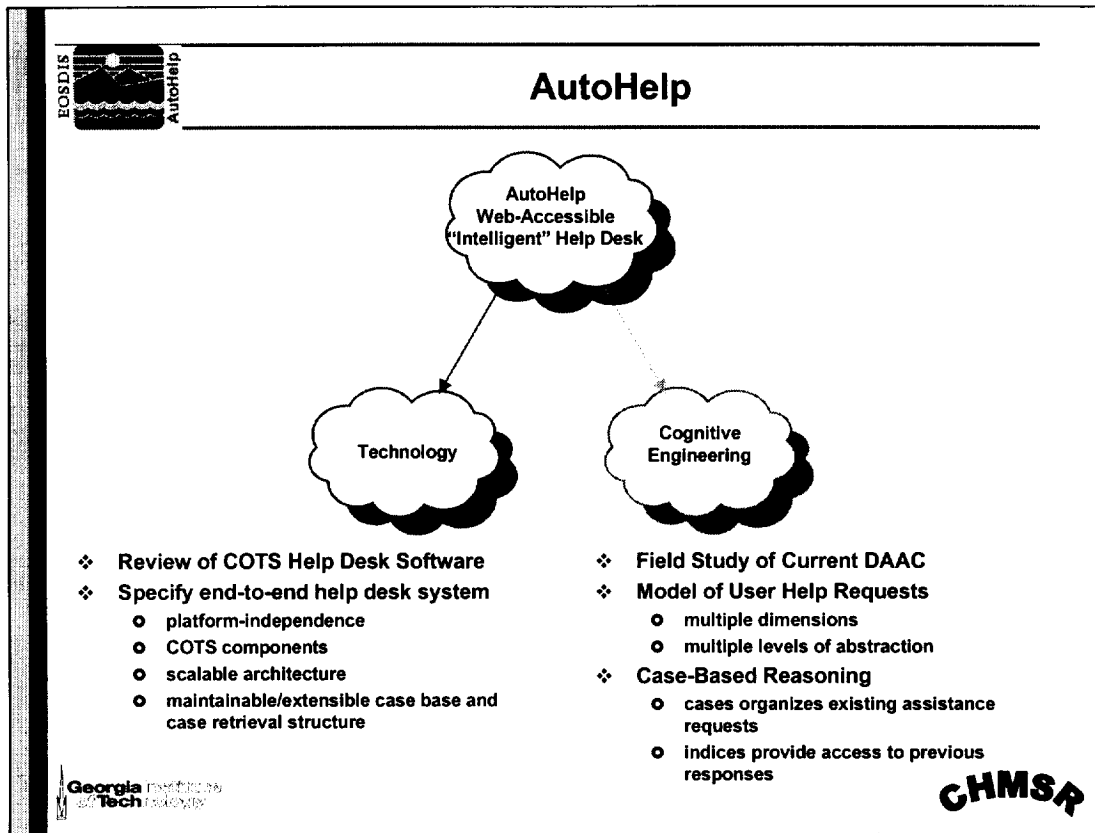 EOSDIS
AutoHelp
AutoHelp
AutoHelp
Web-Accessible
"Intelligent" Help Desk
Technology
Cognitive
Engineering
❖ Review of COTS Help Desk Software
❖ Specify end-to-end help desk system
platform-independence
COTS components
scalable architecture
maintainable/extensible case base and
case retrieval structure
❖ Field Study of Current DAAC
❖ Model of User Help Requests
multiple dimensions
multiple levels of abstraction
❖ Case-Based Reasoning
cases organizes existing assistance
requests
indices provide access to previous
responses
Georgia Institute
of Technology
CHMSR